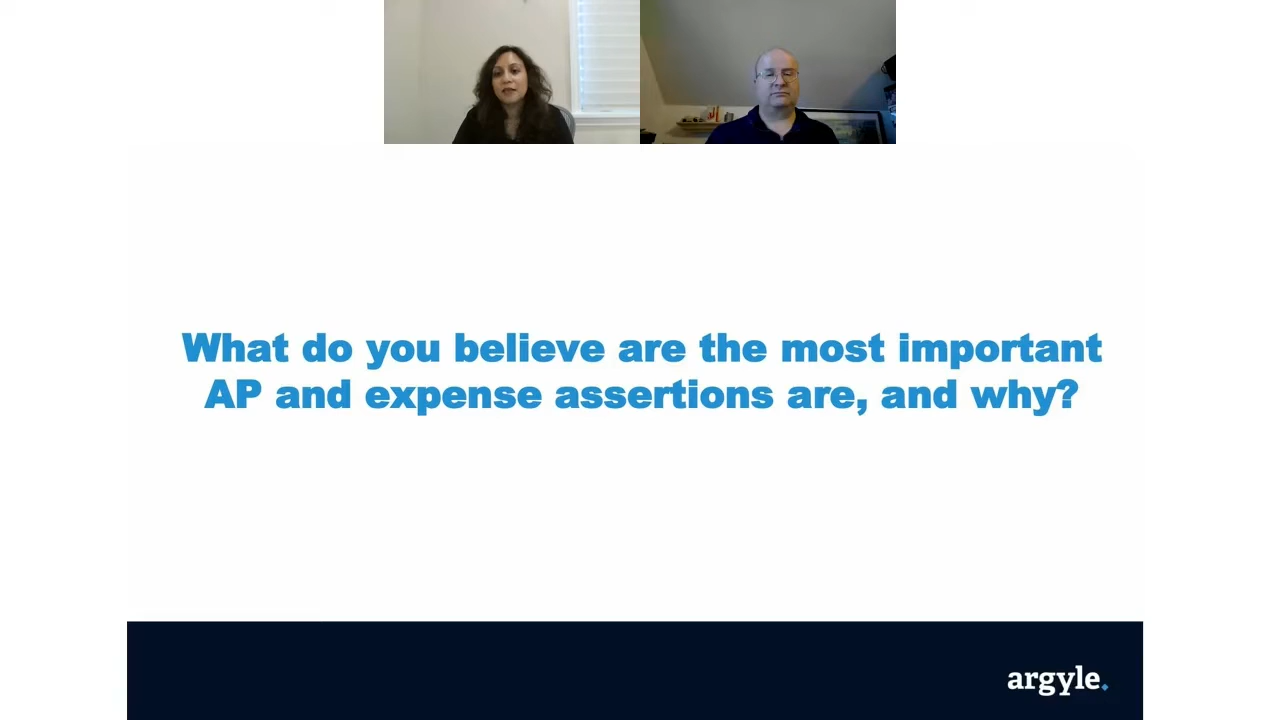 What do you believe are the most important
AP and expense assertions are, and why?
argyle.